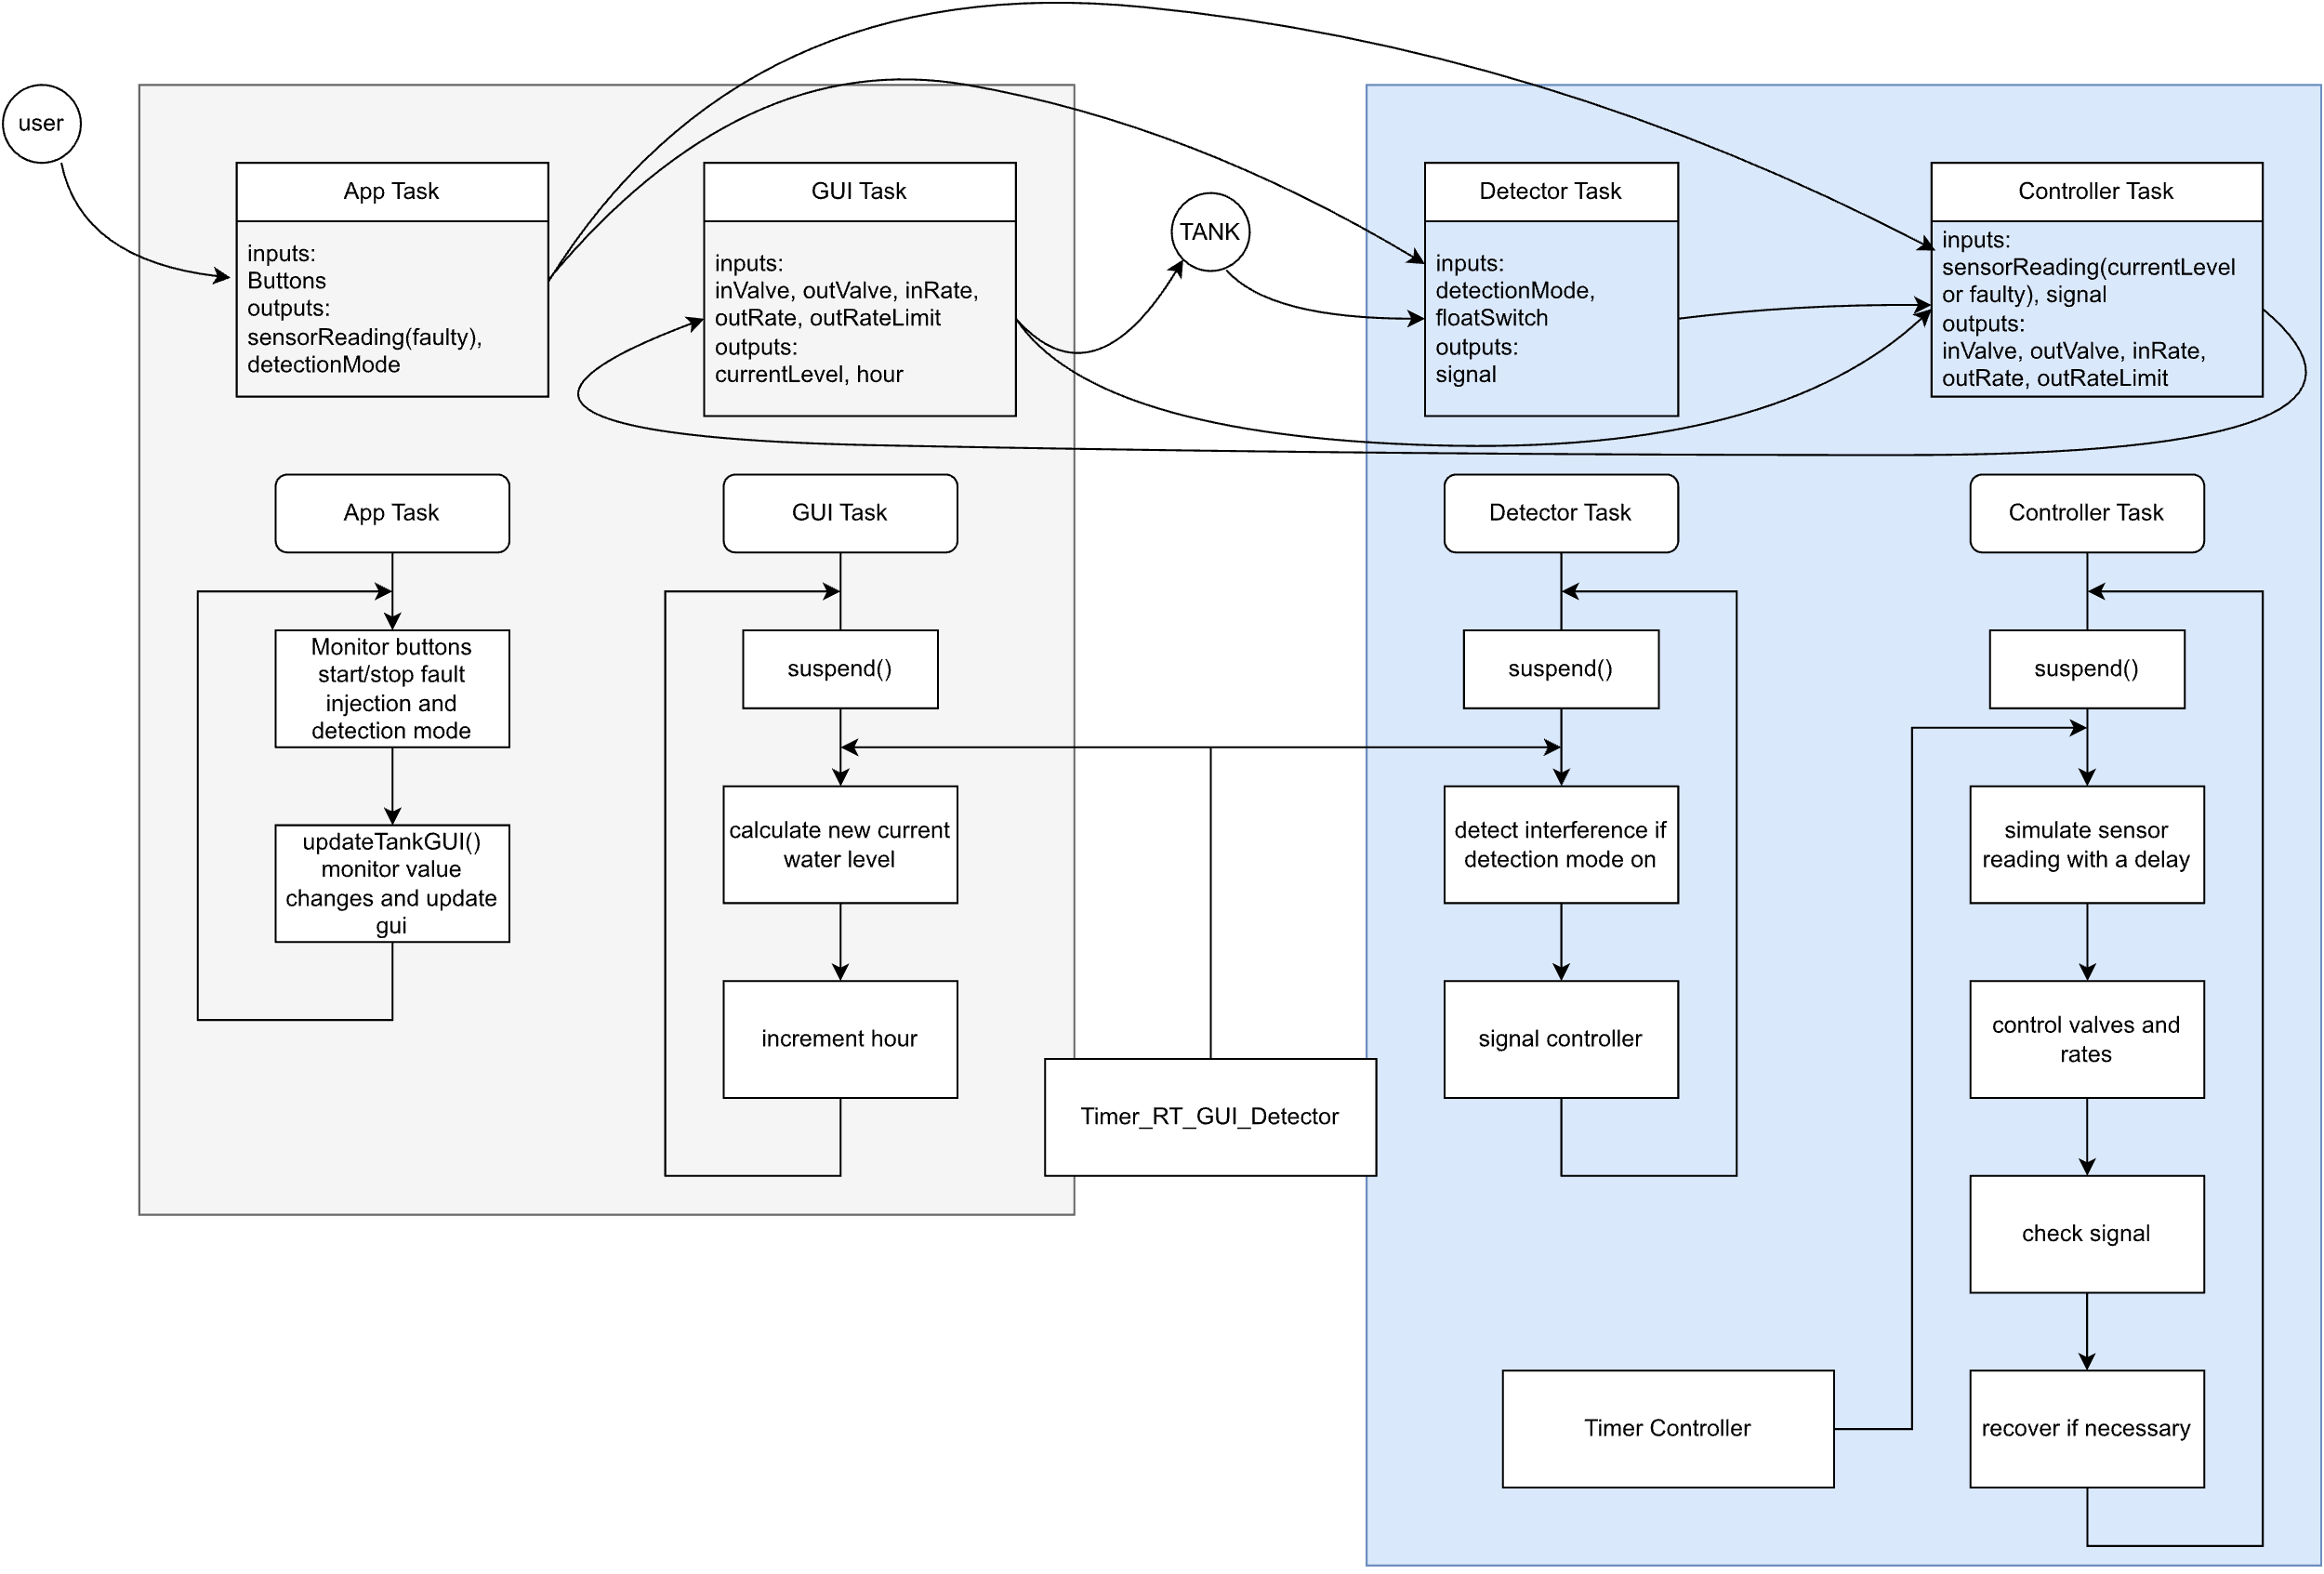 user
App Task
inputs:
Buttons
outputs:
sensorReading(faulty),
detectionMode
GUI Task
inputs:
inValve, outValve, inRate,
outRate, outRateLimit
outputs:
currentLevel, hour
TANK
Detector Task
inputs:
detectionMode,
floatSwitch
outputs:
signal
Controller Task
inputs:
sensorReading(currentLevel
or faulty), signal
outputs:
inValve, outValve, inRate,
outRate, outRateLimit
App Task
Monitor buttons
start/stop fault
injection and
detection mode
updateTankGUI()
monitor value
changes and update
gui
GUI Task
suspend()
calculate new current
water level
increment hour
Timer_RT_GUI_Detector
Detector Task
suspend()
detect interference if
detection mode on
signal controller
Timer Controller
Controller Task
suspend()
simulate sensor
reading with a delay
control valves and
rates
check signal
recover if necessary